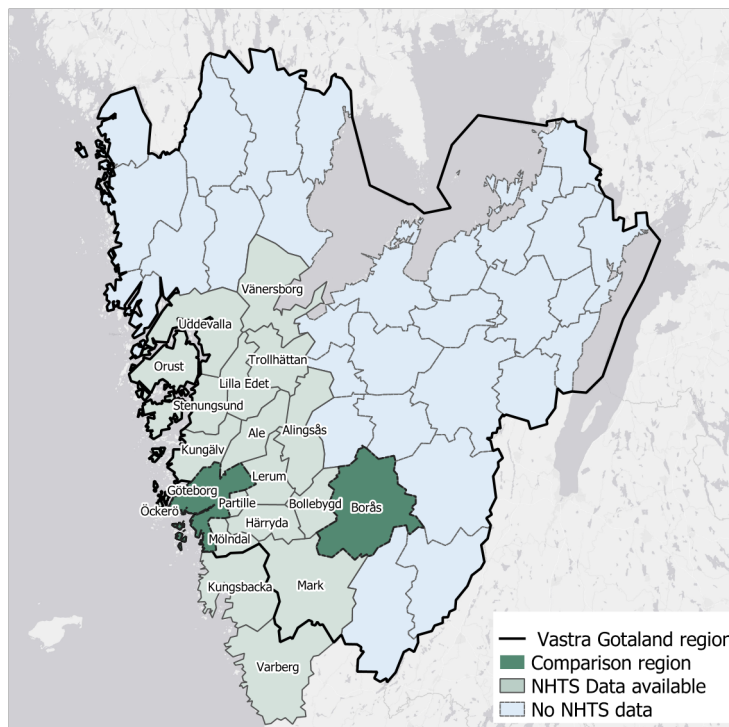 Vänersborg
Uddevalla
Orust
Trollhättan
Lilla Edet
Stenungsund
Ale
Alingsås
Kungälv
Lerum
Göteborg
Partille
Bollebygd
Borås
Öckerö
Härryda
Mölndal
Kungsbacka
Mark
Varberg
Vastra Gotaland region
Comparison region
NHTS Data available
No NHTS data